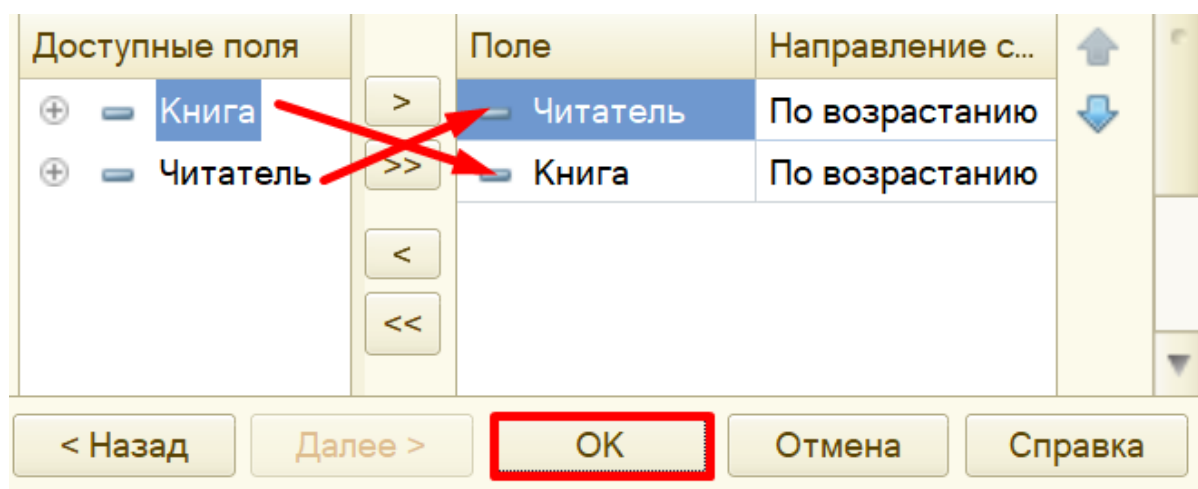 Доступные поля
Поле
Направление с...
Книга
>
Читатель
По возрастанию
Читатель
>>
Книга
По возрастанию
<
<<
< Назад
Далее >
OK
Отмена
Справка